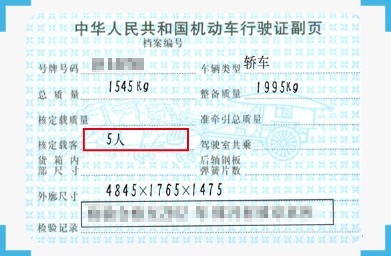 中华人民共和国机动车行驶证副页
档案编号
号牌号码 车辆类型 轿车
总质量 1545Kg 整备质量 1995Kg
核定载质量 准牵引总质量
核定载客 5人 驾驶室共乘
货箱内部尺寸 后轴钢板弹簧片数
外廓尺寸 4845×1765×1475
检验记录